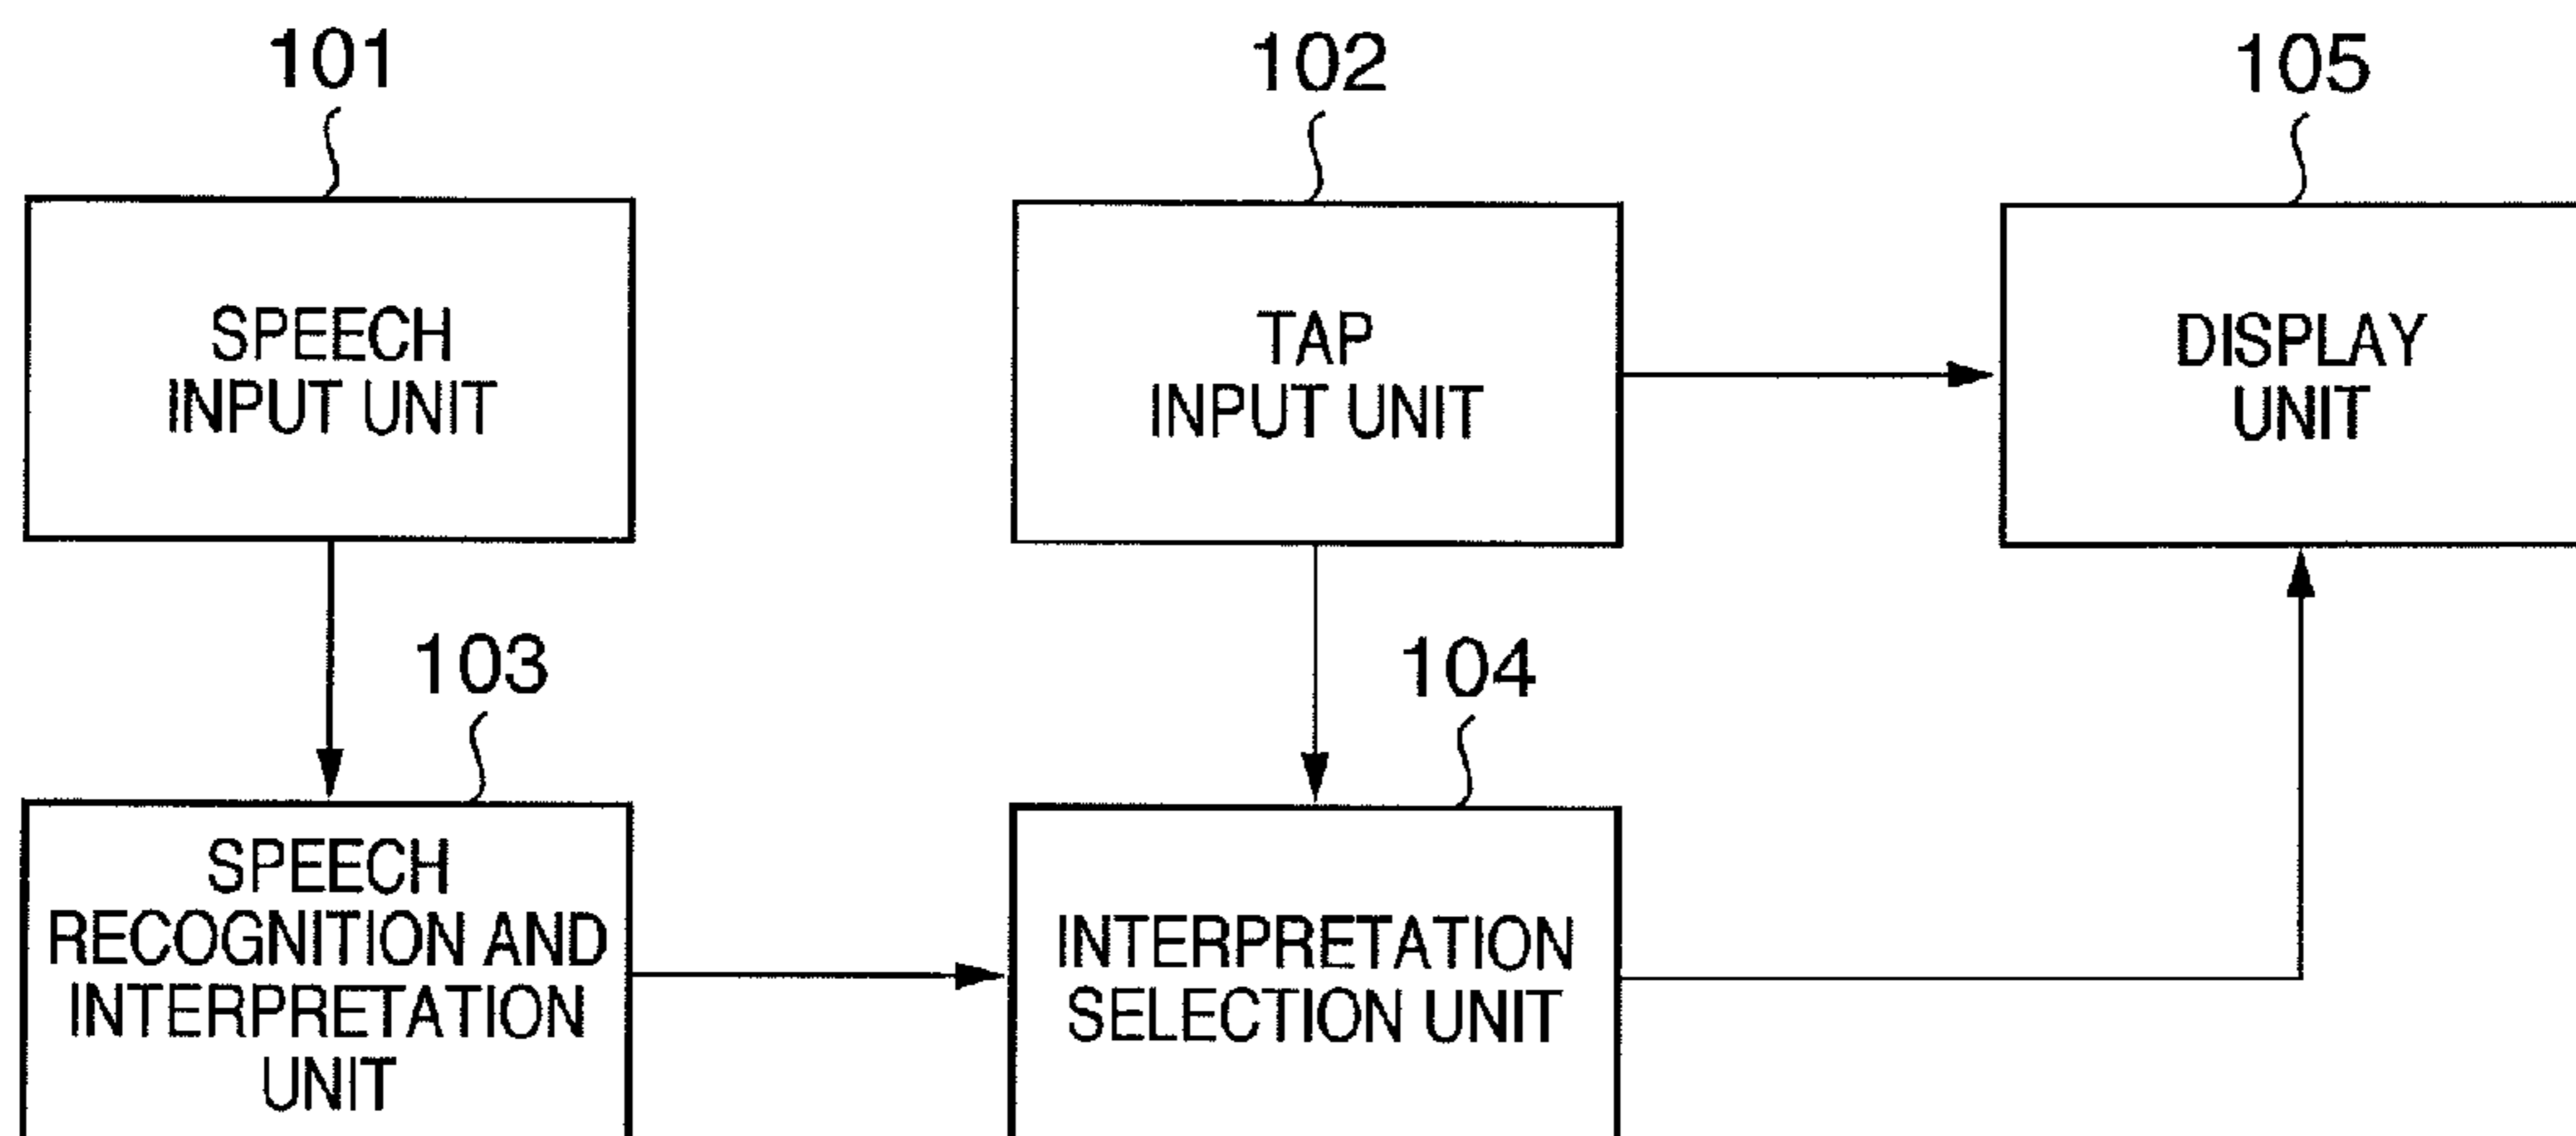 101
102
105
SPEECH
INPUT UNIT
TAP
INPUT UNIT
DISPLAY
UNIT
103
104
SPEECH
RECOGNITION AND
INTERPRETATION
UNIT
INTERPRETATION
SELECTION UNIT